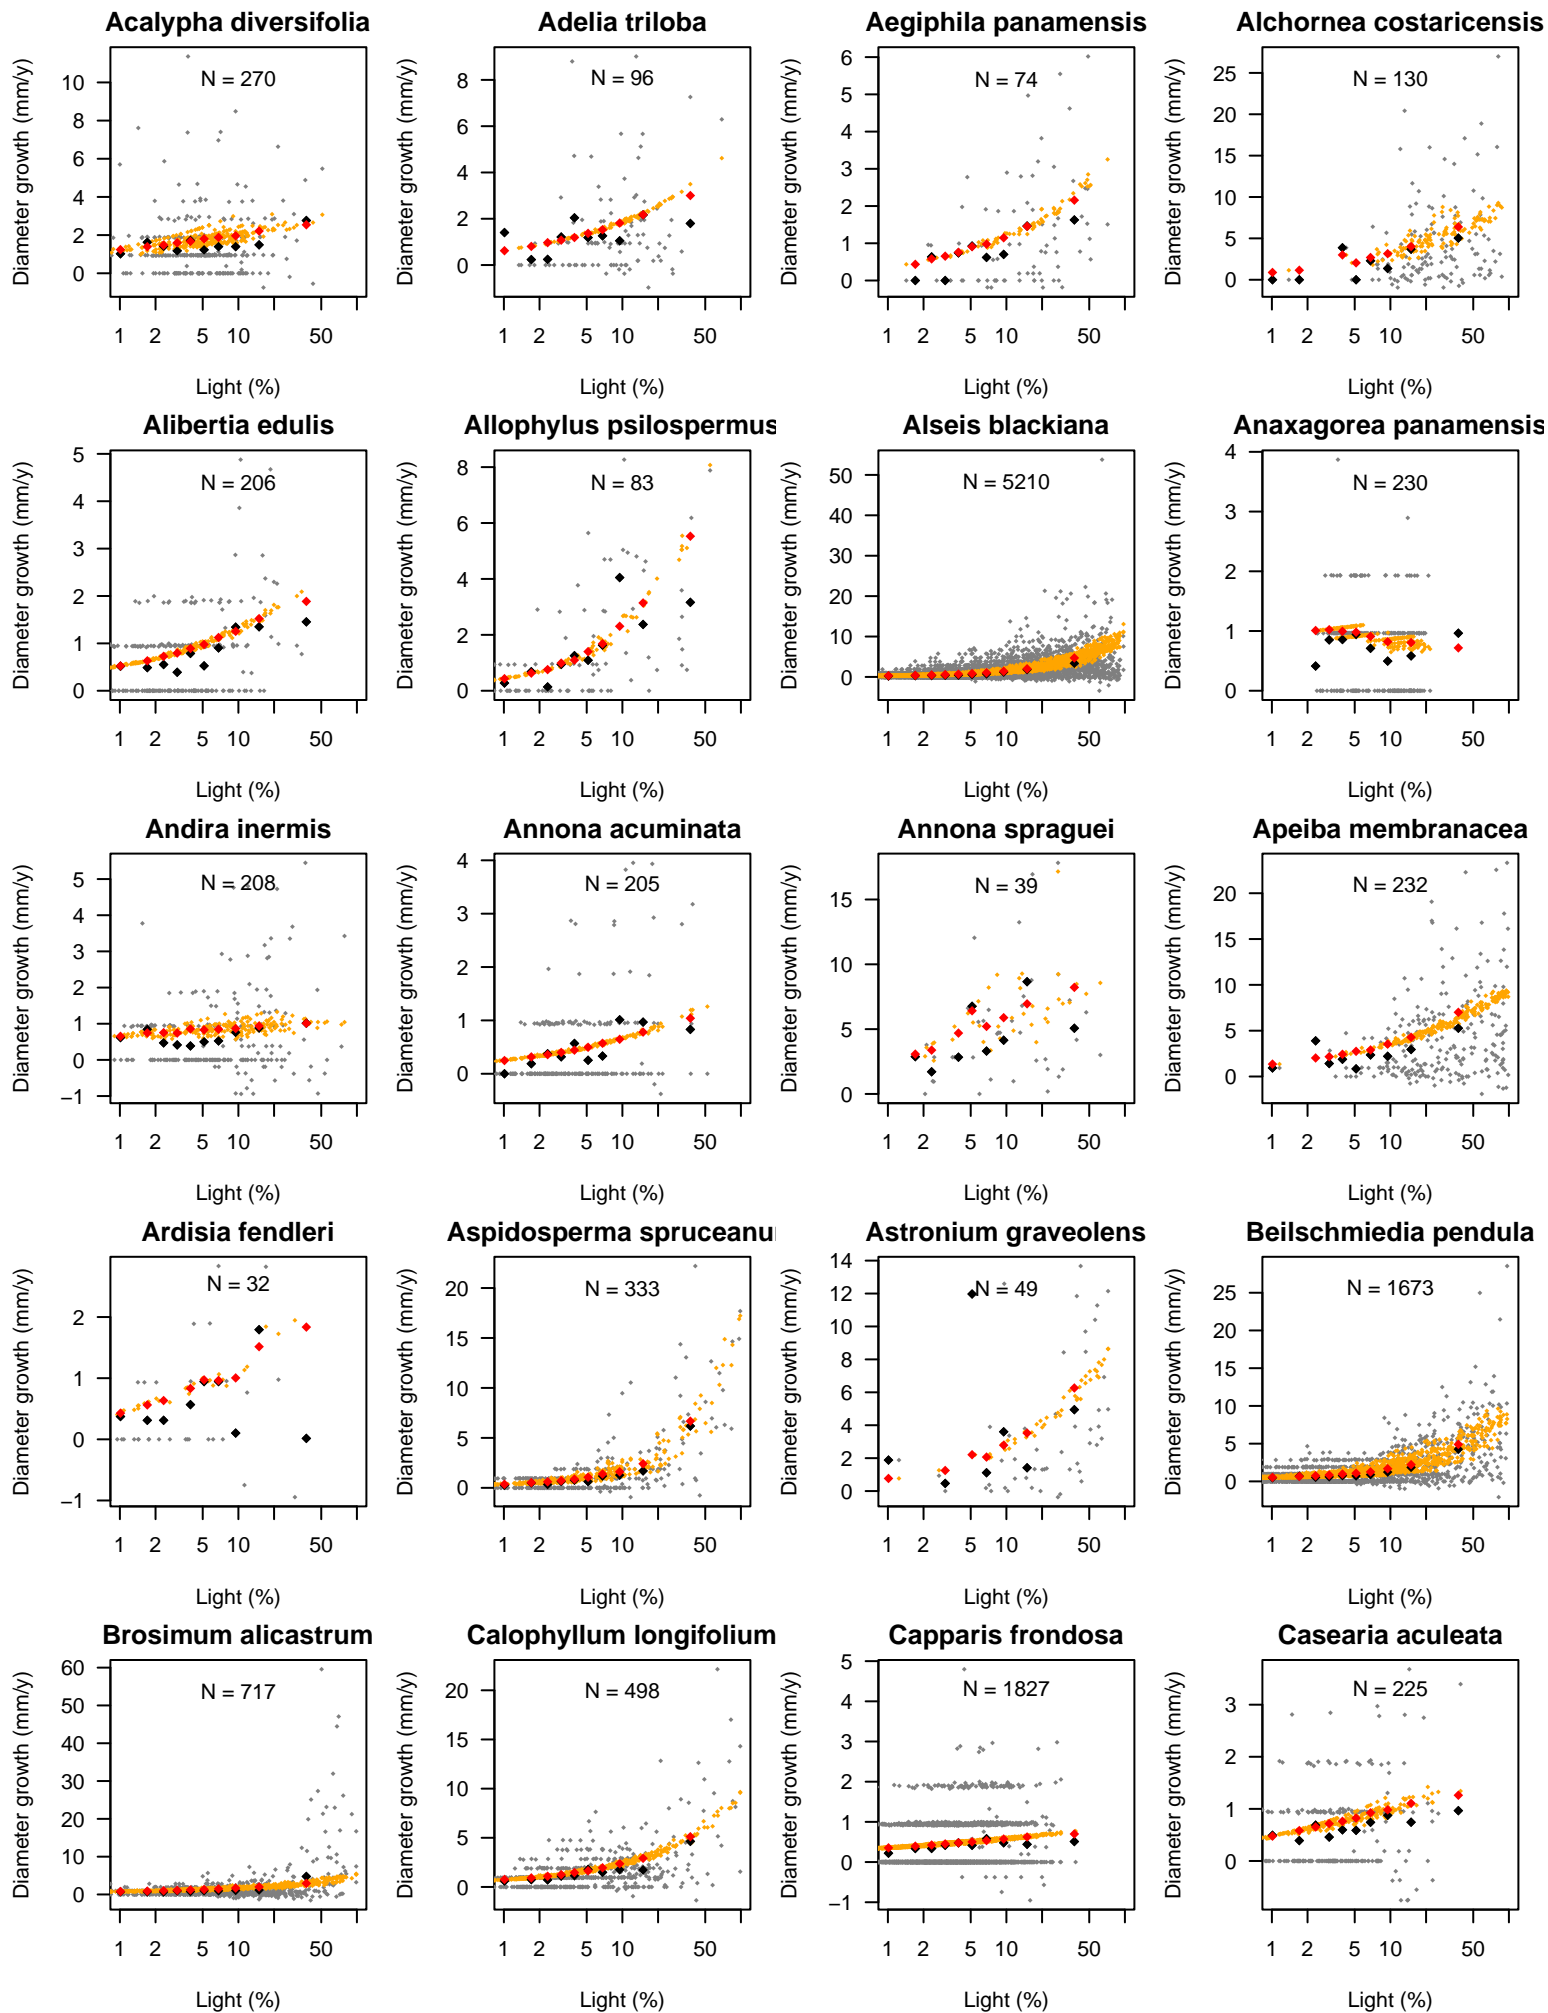 Acalypha diversifolia
Adelia triloba
Aegiphila panamensis
Alchornea costaricensis
Diameter growth (mm/y)
10
8
6
4
2
0
N = 270
1 2 5 10 50
Light (%)
Diameter growth (mm/y)
8
6
4
2
0
N = 96
1 2 5 10 50
Light (%)
Diameter growth (mm/y)
6
5
4
3
2
1
0
N = 74
1 2 5 10 50
Light (%)
Diameter growth (mm/y)
25
20
15
10
5
0
N = 130
1 2 5 10 50
Light (%)
Alibertia edulis
Allophylus psilospermus
Alseis blackiana
Anaxagorea panamensis
Diameter growth (mm/y)
5
4
3
2
1
0
N = 206
1 2 5 10 50
Light (%)
Diameter growth (mm/y)
8
6
4
2
0
N = 83
1 2 5 10 50
Light (%)
Diameter growth (mm/y)
50
40
30
20
10
0
N = 5210
1 2 5 10 50
Light (%)
Diameter growth (mm/y)
4
3
2
1
0
N = 230
1 2 5 10 50
Light (%)
Andira inermis
Annona acuminata
Annona spraguei
Apeiba membranacea
Diameter growth (mm/y)
5
4
3
2
1
0
−1
N = 208
1 2 5 10 50
Light (%)
Diameter growth (mm/y)
4
3
2
1
0
N = 205
1 2 5 10 50
Light (%)
Diameter growth (mm/y)
15
10
5
0
N = 39
1 2 5 10 50
Light (%)
Diameter growth (mm/y)
20
15
10
5
0
N = 232
1 2 5 10 50
Light (%)
Ardisia fendleri
Aspidosperma spruceanu
Astronium graveolens
Beilschmiedia pendula
Diameter growth (mm/y)
2
1
0
−1
N = 32
1 2 5 10 50
Light (%)
Diameter growth (mm/y)
20
15
10
5
0
N = 333
1 2 5 10 50
Light (%)
Diameter growth (mm/y)
14
12
10
8
6
4
2
0
N = 49
1 2 5 10 50
Light (%)
Diameter growth (mm/y)
25
20
15
10
5
0
N = 1673
1 2 5 10 50
Light (%)
Brosimum alicastrum
Calophyllum longifolium
Capparis frondosa
Casearia aculeata
Diameter growth (mm/y)
60
50
40
30
20
10
0
N = 717
1 2 5 10 50
Light (%)
Diameter growth (mm/y)
20
15
10
5
0
N = 498
1 2 5 10 50
Light (%)
Diameter growth (mm/y)
5
4
3
2
1
0
−1
N = 1827
1 2 5 10 50
Light (%)
Diameter growth (mm/y)
3
2
1
0
N = 225
1 2 5 10 50
Light (%)